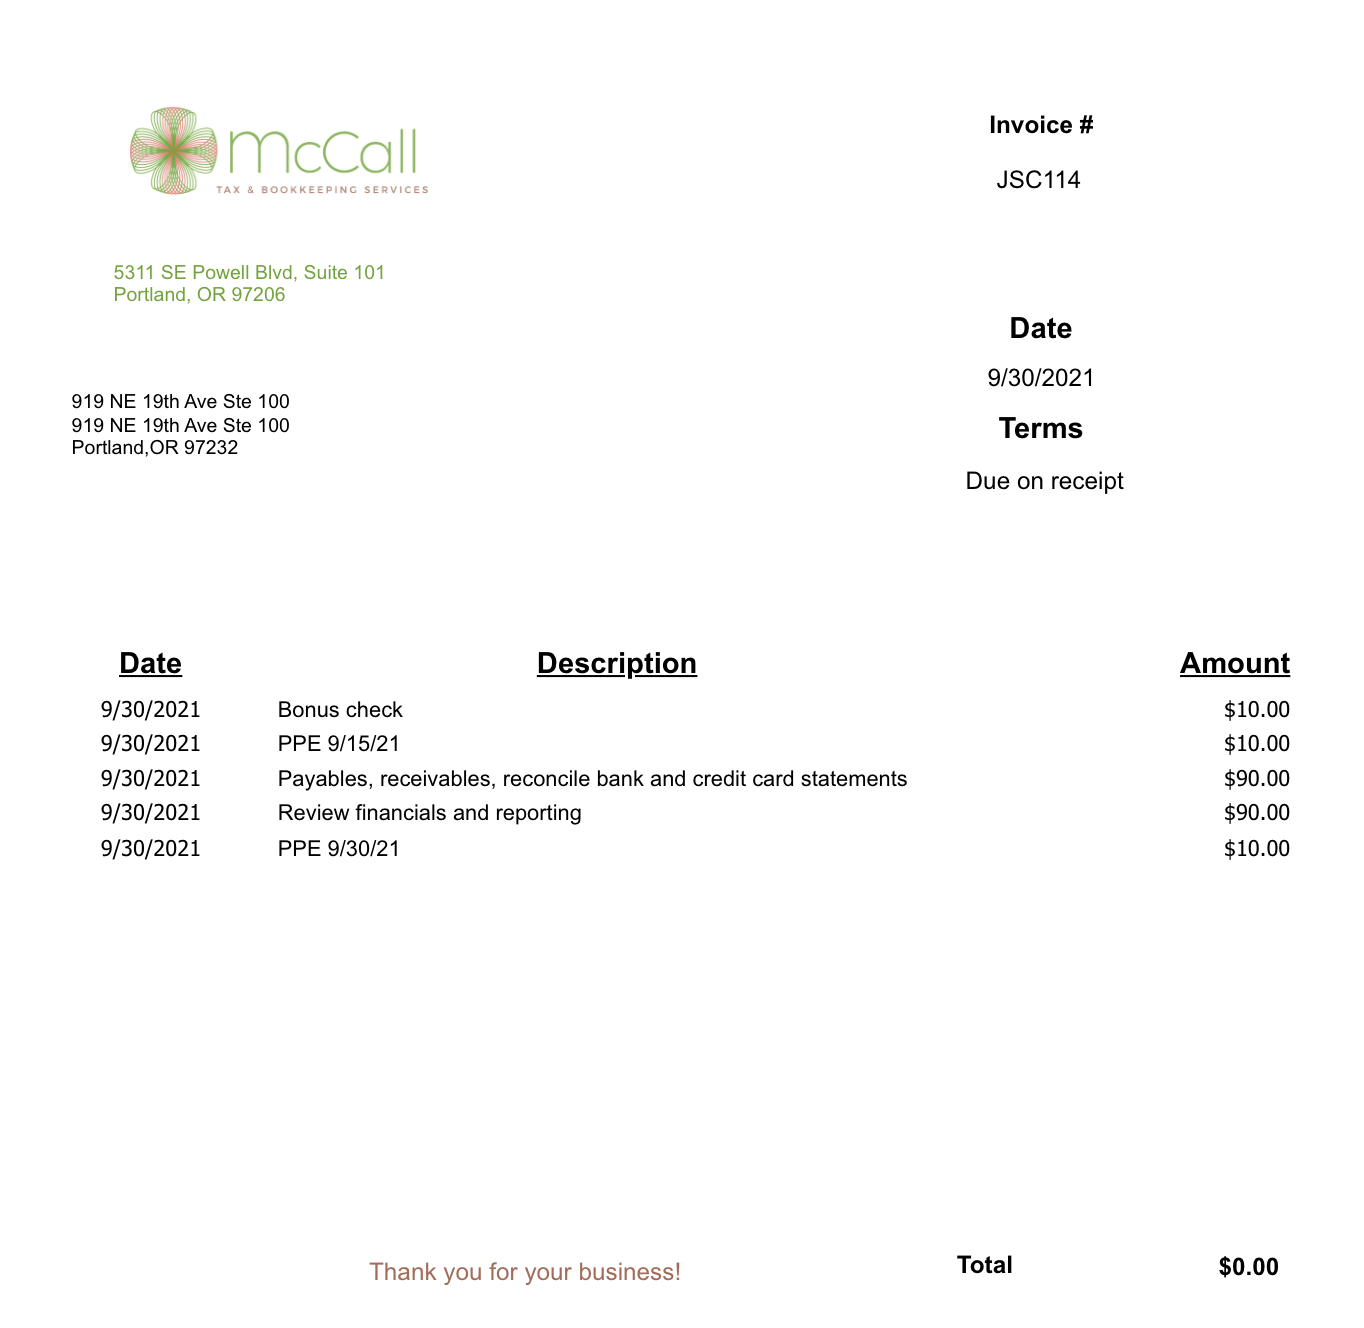 mcCall
TAX & BOOKKEEPING SERVICES
Invoice #
JSC114
5311 SE Powell Blvd, Suite 101
Portland, OR 97206
Date
9/30/2021
919 NE 19th Ave Ste 100
919 NE 19th Ave Ste 100
Portland,OR 97232
Terms
Due on receipt
Date Description Amount
9/30/2021 Bonus check $10.00
9/30/2021 PPE 9/15/21 $10.00
9/30/2021 Payables, receivables, reconcile bank and credit card statements $90.00
9/30/2021 Review financials and reporting $90.00
9/30/2021 PPE 9/30/21 $10.00
Thank you for your business! Total $0.00